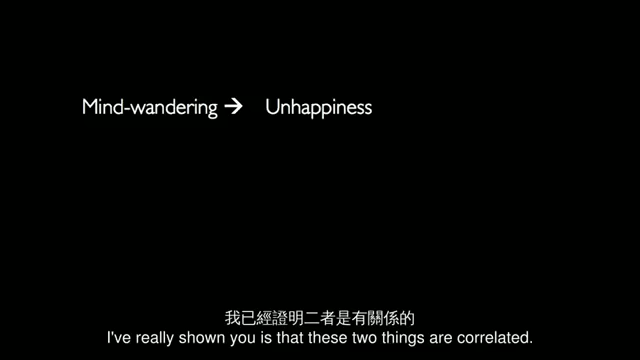 Mind-wandering → Unhappiness
我已經證明二者是有關係的
I've really shown you is that these two things are correlated.